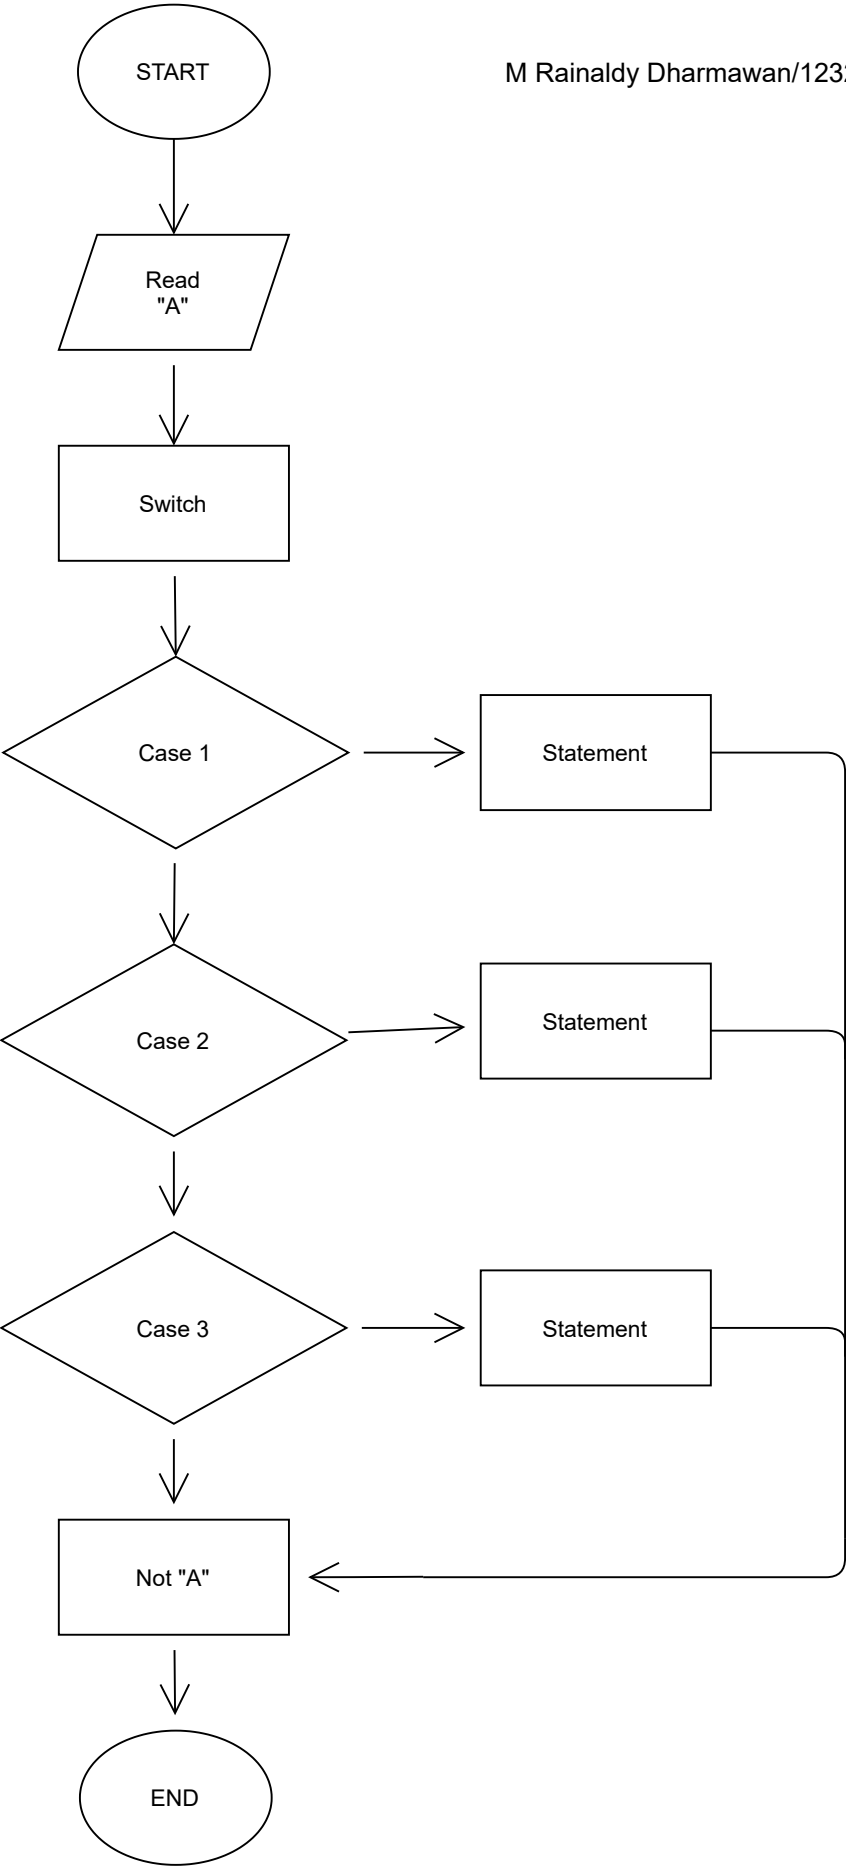 START
M Rainaldy Dharmawan/123
Read
"A"
Switch
Case 1
Statement
Case 2
Statement
Case 3
Statement
Not "A"
END